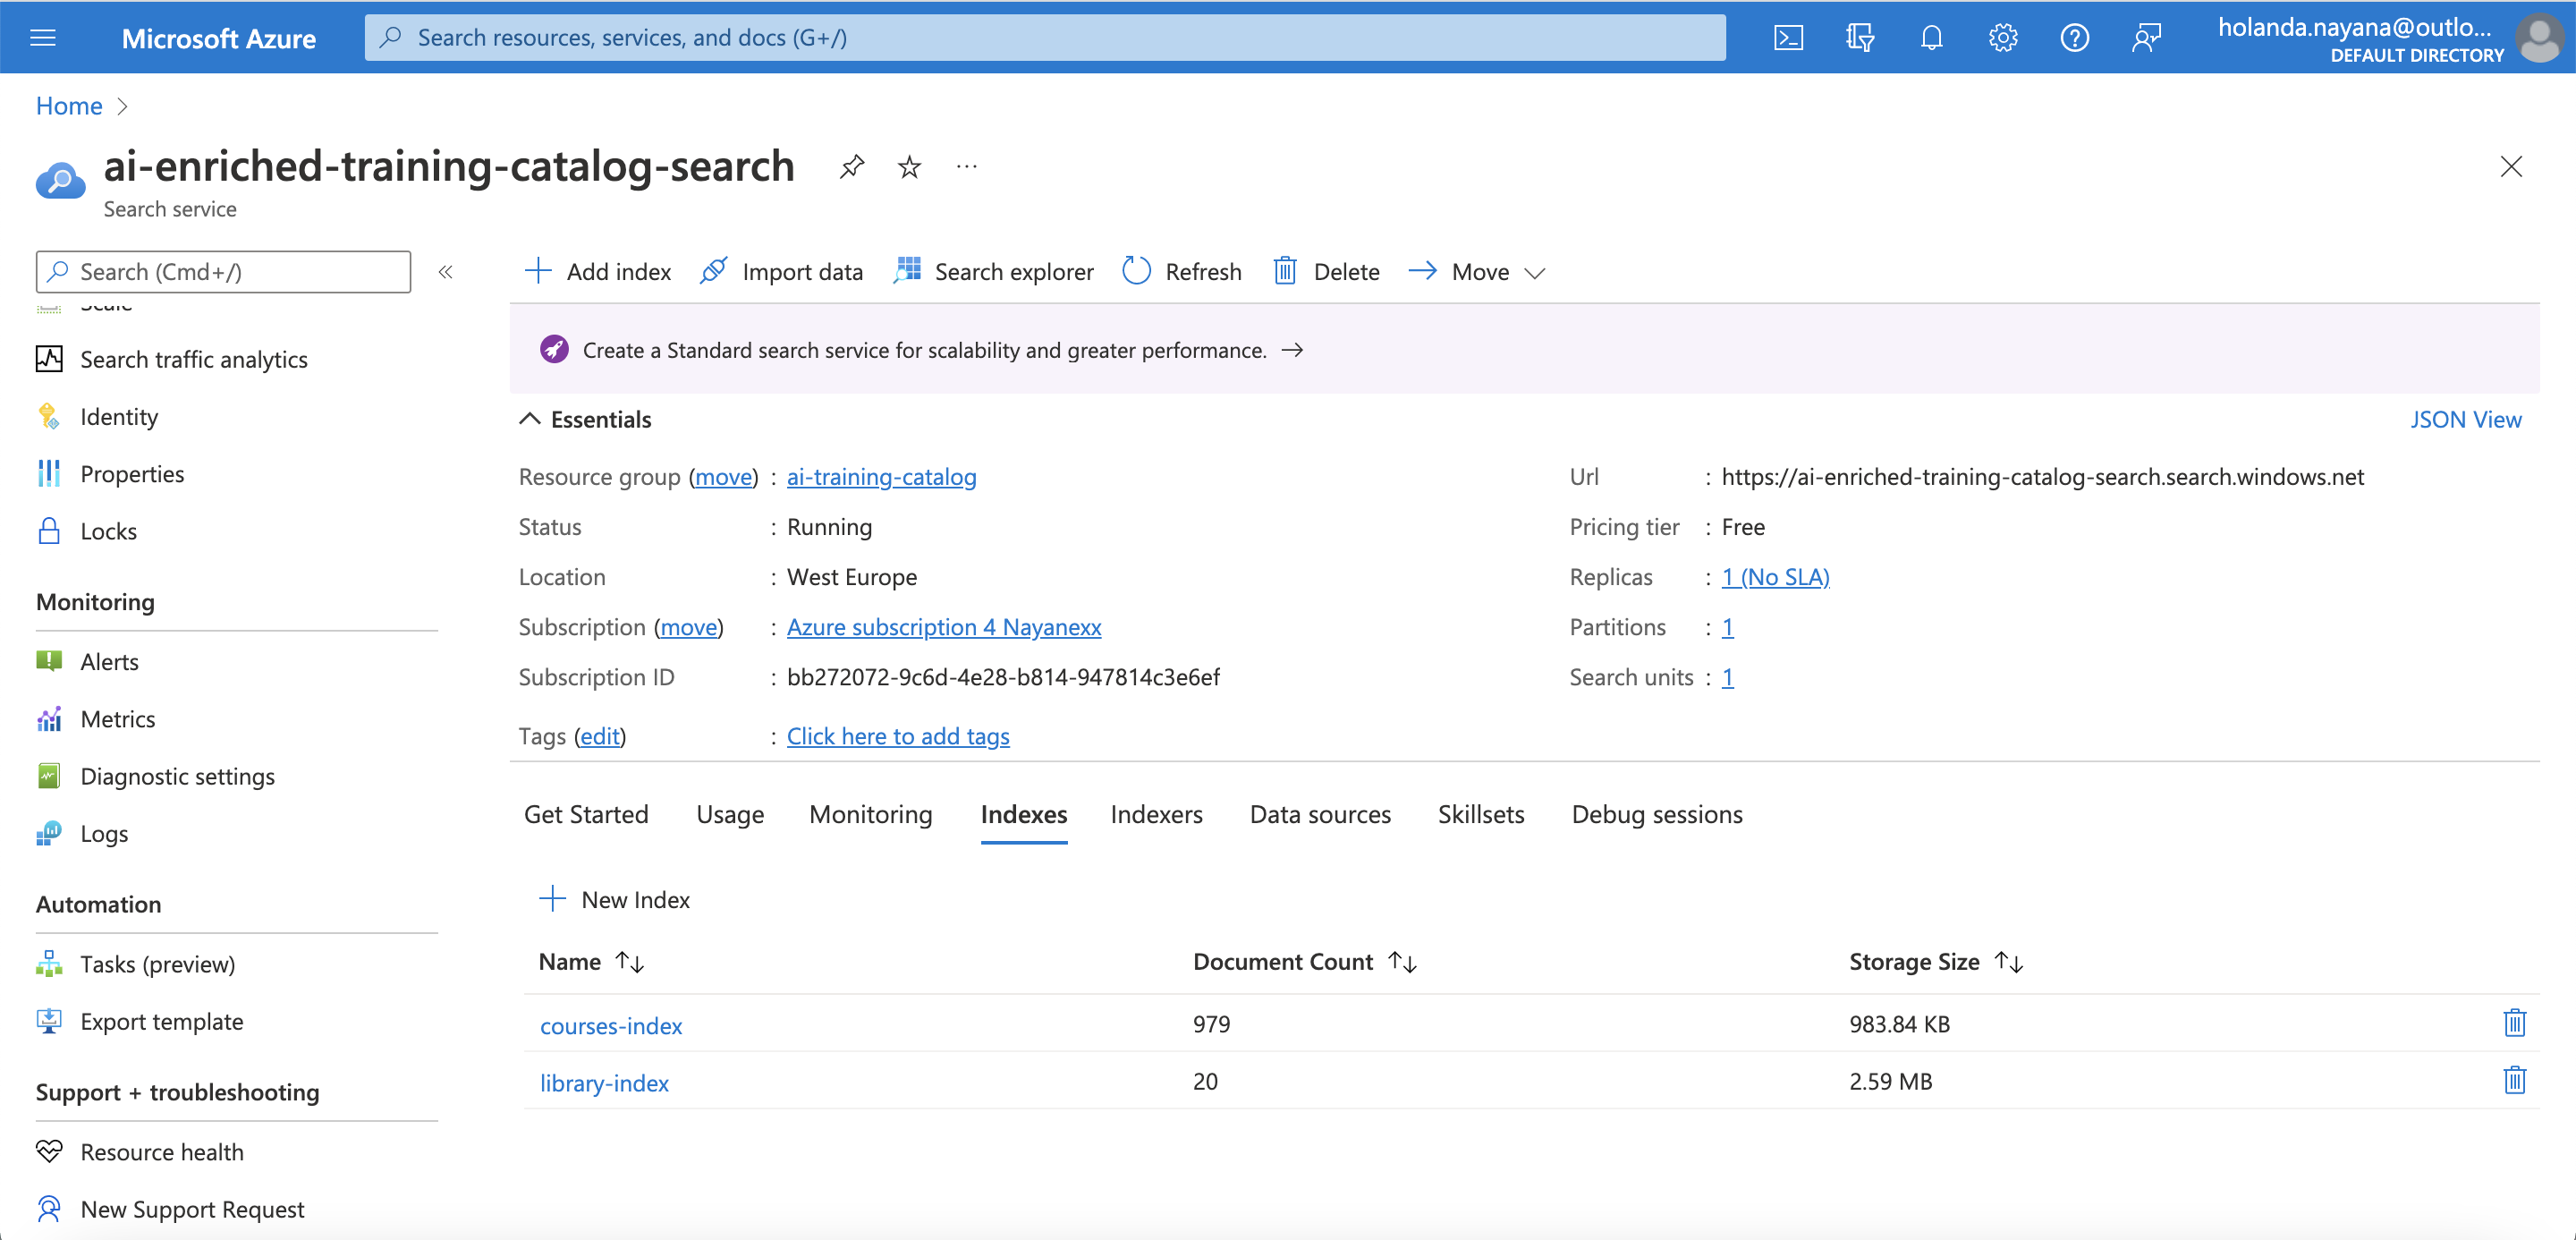 Microsoft Azure
Search resources, services, and docs (G+/)
holanda.nayana@outlo...
DEFAULT DIRECTORY
Home
ai-enriched-training-catalog-search
Search service
Search (Cmd+/)
Scale
Search traffic analytics
Identity
Properties
Locks
Monitoring
Alerts
Metrics
Diagnostic settings
Logs
Automation
Tasks (preview)
Export template
Support + troubleshooting
Resource health
New Support Request
Add index Import data Search explorer Refresh Delete Move
Create a Standard search service for scalability and greater performance.
Essentials
JSON View
Resource group (move) : ai-training-catalog
Status : Running
Location : West Europe
Subscription (move) : Azure subscription 4 Nayanexx
Subscription ID : bb272072-9c6d-4e28-b814-947814c3e6ef
Tags (edit) : Click here to add tags
Url : https://ai-enriched-training-catalog-search.search.windows.net
Pricing tier : Free
Replicas : 1 (No SLA)
Partitions : 1
Search units : 1
Get Started Usage Monitoring Indexes Indexers Data sources Skillsets Debug sessions
New Index
Name Document Count Storage Size
courses-index 979 983.84 KB
library-index 20 2.59 MB